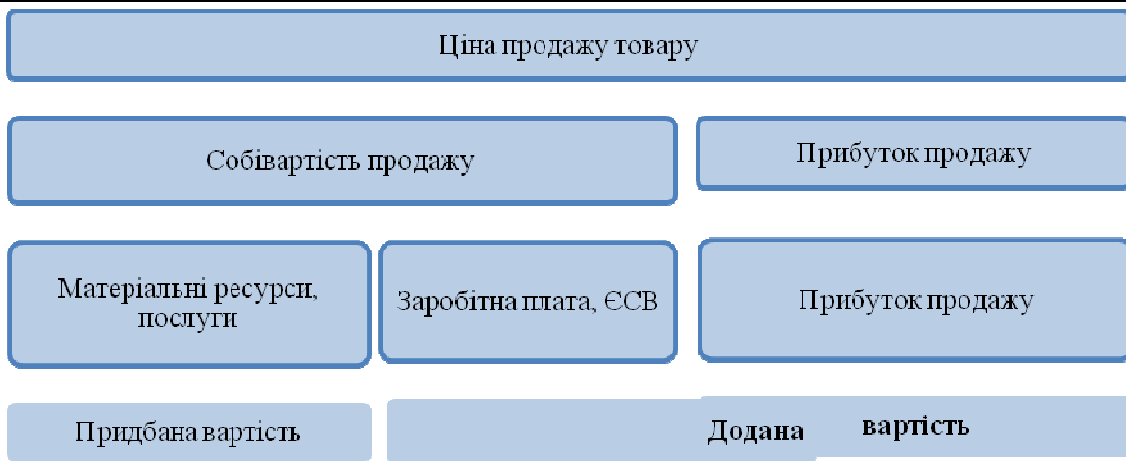 Ціна продажу товару
Собівартість продажу
Прибуток продажу
Матеріальні ресурси,
послуги
Заробітна плата, ЄСВ
Прибуток продажу
Придбана вартість
Додана вартість